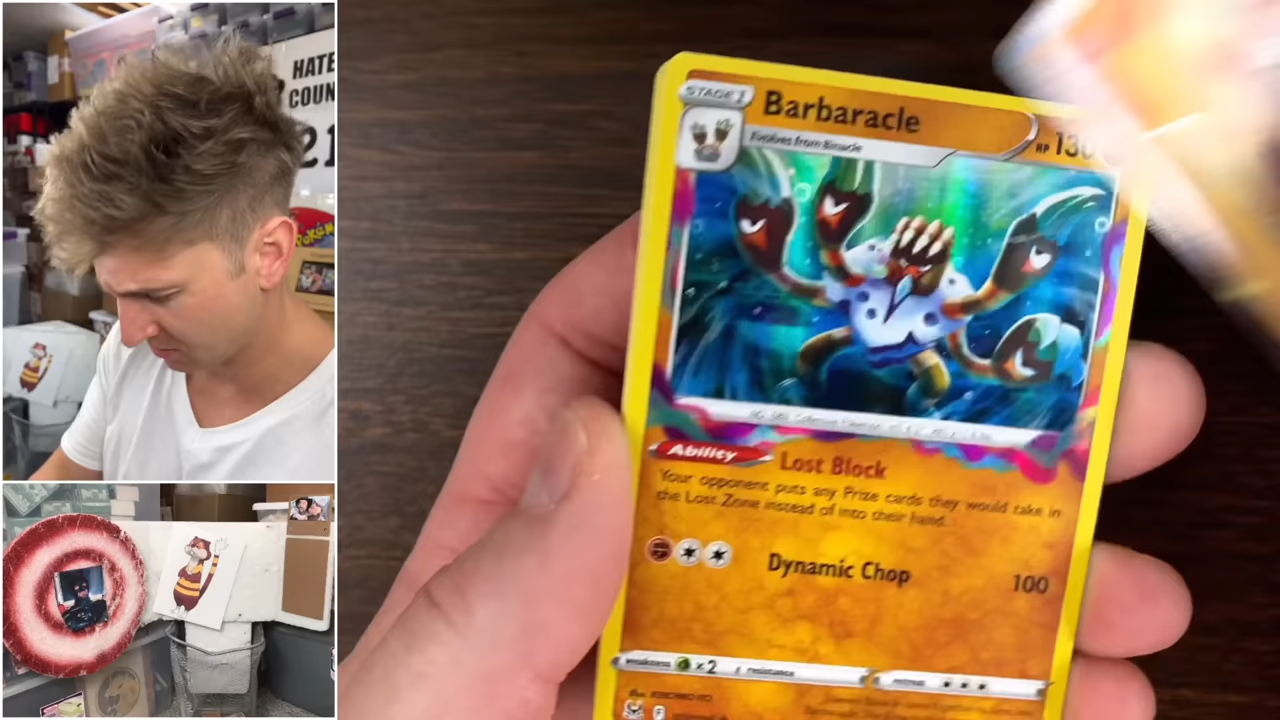 HATE
COUN
21
POKéM
STAGE 1
Barbaracle
HP 130
Evolves from Binacle
Ability Lost Block
Your opponent puts any Prize cards they would take in
the Lost Zone instead of into their hand.
Dynamic Chop 100
weakness x2 resistance retreat